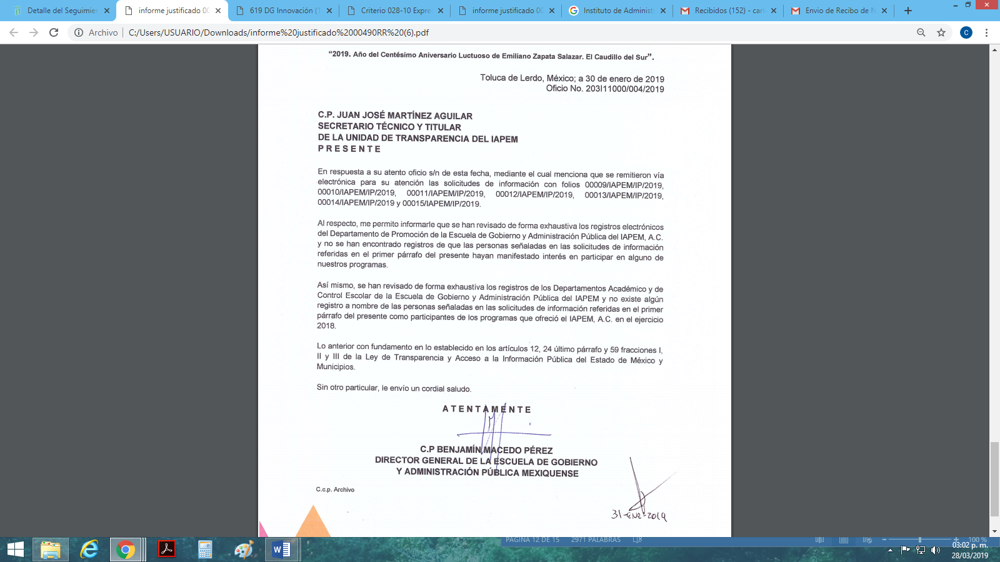 Detalle del Seguimien
informe justificado 00
619 DG Innovación (1
Criterio 028-10 Expre
informe justificado 00
Instituto de Administ
Recibidos (152) - carl
Envio de Recibo de N
Archivo
C:/Users/USUARIO/Downloads/informe%20justificado%2000490RR%20(6).pdf
C
“2019. Año del Centésimo Aniversario Luctuoso de Emiliano Zapata Salazar. El Caudillo del Sur”.
Toluca de Lerdo, México; a 30 de enero de 2019
Oficio No. 203I11000/004/2019
C.P. JUAN JOSÉ MARTÍNEZ AGUILAR
SECRETARIO TÉCNICO Y TITULAR
DE LA UNIDAD DE TRANSPARENCIA DEL IAPEM
P R E S E N T E
En respuesta a su atento oficio s/n de esta fecha, mediante el cual menciona que se remitieron vía
electrónica para su atención las solicitudes de información con folios 00009/IAPEM/IP/2019,
00010/IAPEM/IP/2019, 00011/IAPEM/IP/2019, 00012/IAPEM/IP/2019, 00013/IAPEM/IP/2019,
00014/IAPEM/IP/2019 y 00015/IAPEM/IP/2019.
Al respecto, me permito informarle que se han revisado de forma exhaustiva los registros electrónicos
del Departamento de Promoción de la Escuela de Gobierno y Administración Pública del IAPEM, A.C.
y no se han encontrado registros de que las personas señaladas en las solicitudes de información
referidas en el primer párrafo del presente hayan manifestado interés en participar en alguno de
nuestros programas.
Así mismo, se han revisado de forma exhaustiva los registros de los Departamentos Académico y de
Control Escolar de la Escuela de Gobierno y Administración Pública del IAPEM y no existe algún
registro a nombre de las personas señaladas en las solicitudes de información referidas en el primer
párrafo del presente como participantes de los programas que ofreció el IAPEM, A.C. en el ejercicio
2018.
Lo anterior con fundamento en lo establecido en los artículos 12, 24 último párrafo y 59 fracciones I,
II y III de la Ley de Transparencia y Acceso a la Información Pública del Estado de México y
Municipios.
Sin otro particular, le envío un cordial saludo.
A T E N T A M E N T E
C.P BENJAMÍN MACEDO PÉREZ
DIRECTOR GENERAL DE LA ESCUELA DE GOBIERNO
Y ADMINISTRACIÓN PÚBLICA MEXIQUENSE
C.c.p. Archivo
31-ENE-2019
PÁGINA 12 DE 15 2971 PALABRAS 100 %
03:02 p. m.
28/03/2019